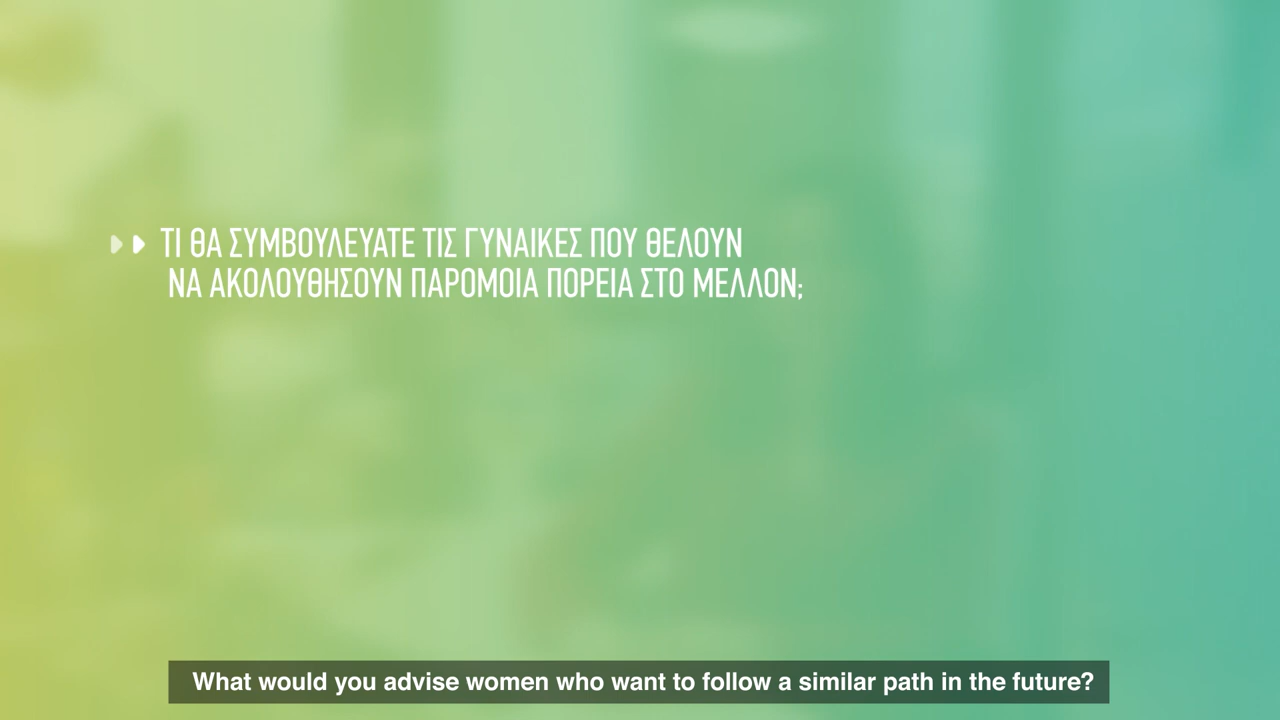 ΤΙ ΘΑ ΣΥΜΒΟΥΛΕΥΑΤΕ ΤΙΣ ΓΥΝΑΙΚΕΣ ΠΟΥ ΘΕΛΟΥΝ
ΝΑ ΑΚΟΛΟΥΘΗΣΟΥΝ ΠΑΡΟΜΟΙΑ ΠΟΡΕΙΑ ΣΤΟ ΜΕΛΛΟΝ;
What would you advise women who want to follow a similar path in the future?